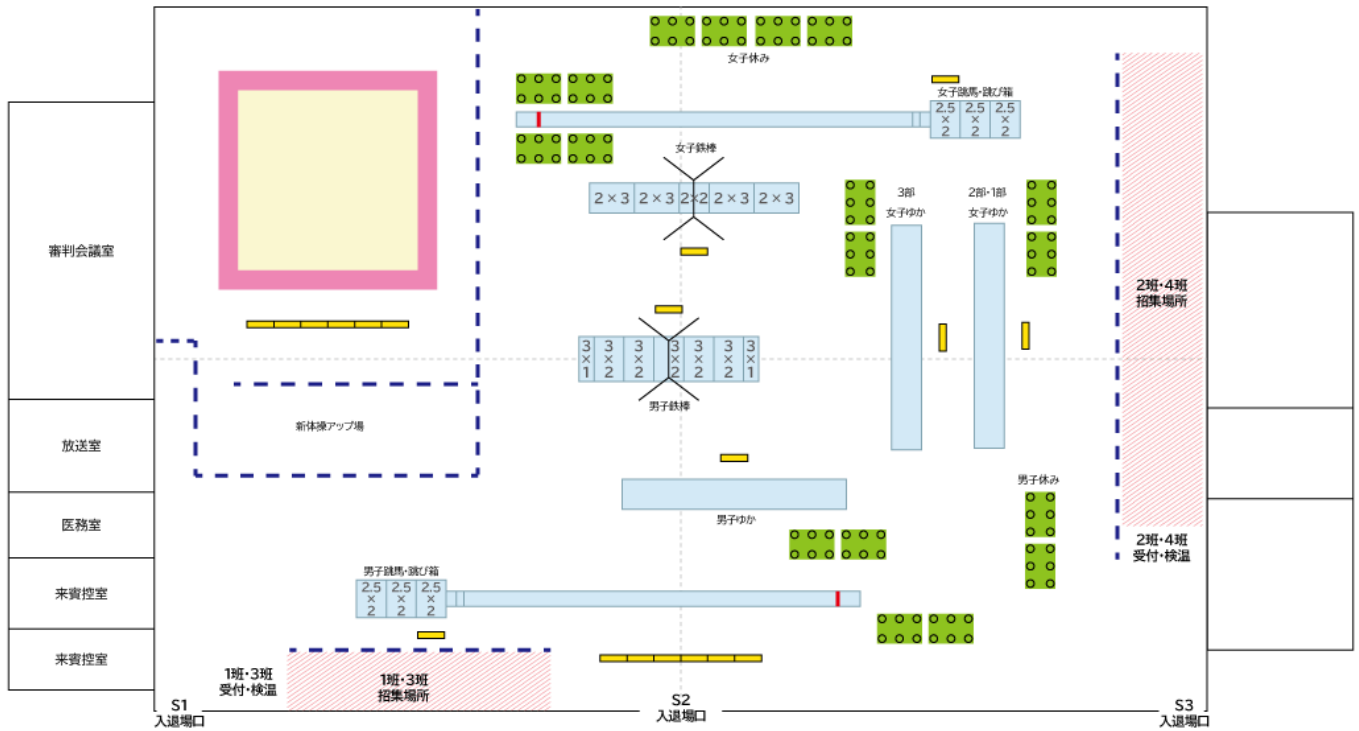 女子休み
女子跳馬・跳び箱
2.5
×
2
2.5
×
2
2.5
×
2
女子鉄棒
2×3
2×3
2×2
2×3
2×3
3部
女子ゆか
2部・1部
女子ゆか
審判会議室
2班・4班
招集場所
3
×
1
3
×
2
3
×
2
3
×
2
3
×
2
3
×
2
3
×
1
男子鉄棒
新体操アップ場
放送室
男子休み
男子ゆか
医務室
2班・4班
受付・検温
男子跳馬・跳び箱
2.5
×
2
2.5
×
2
2.5
×
2
来賓控室
来賓控室
1班・3班
受付・検温
1班・3班
招集場所
S1
入退場口
S2
入退場口
S3
入退場口